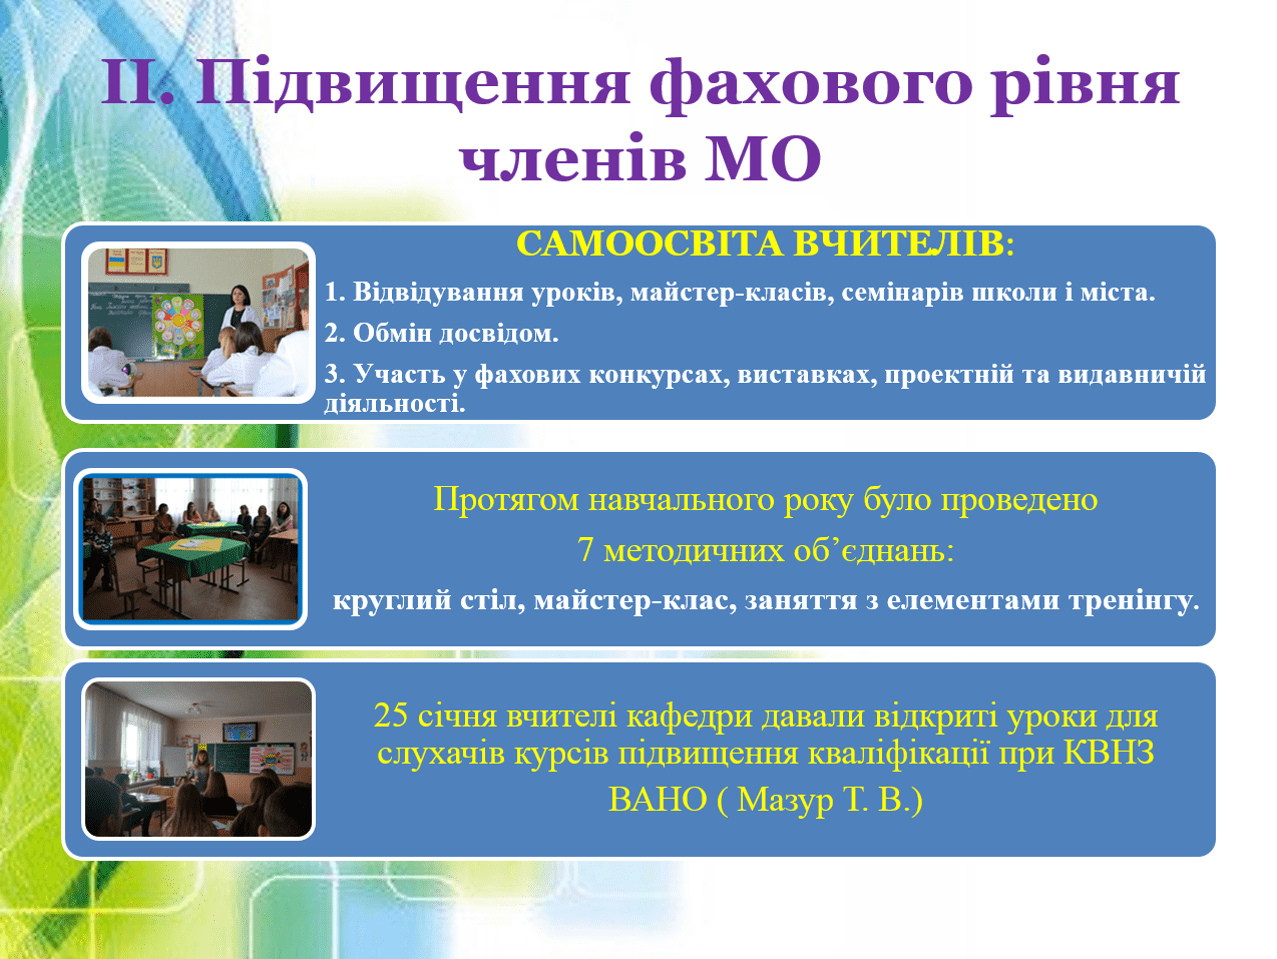 II. Підвищення фахового рівня
членів МО
САМООСВІТА ВЧИТЕЛІВ:
1. Відвідування уроків, майстер-класів, семінарів школи і міста.
2. Обмін досвідом.
3. Участь у фахових конкурсах, виставках, проектній та видавничій
діяльності.
Протягом навчального року було проведено
7 методичних об’єднань:
круглий стіл, майстер-клас, заняття з елементами тренінгу.
25 січня вчителі кафедри давали відкриті уроки для
слухачів курсів підвищення кваліфікації при КВНЗ
ВАНО ( Мазур Т. В.)